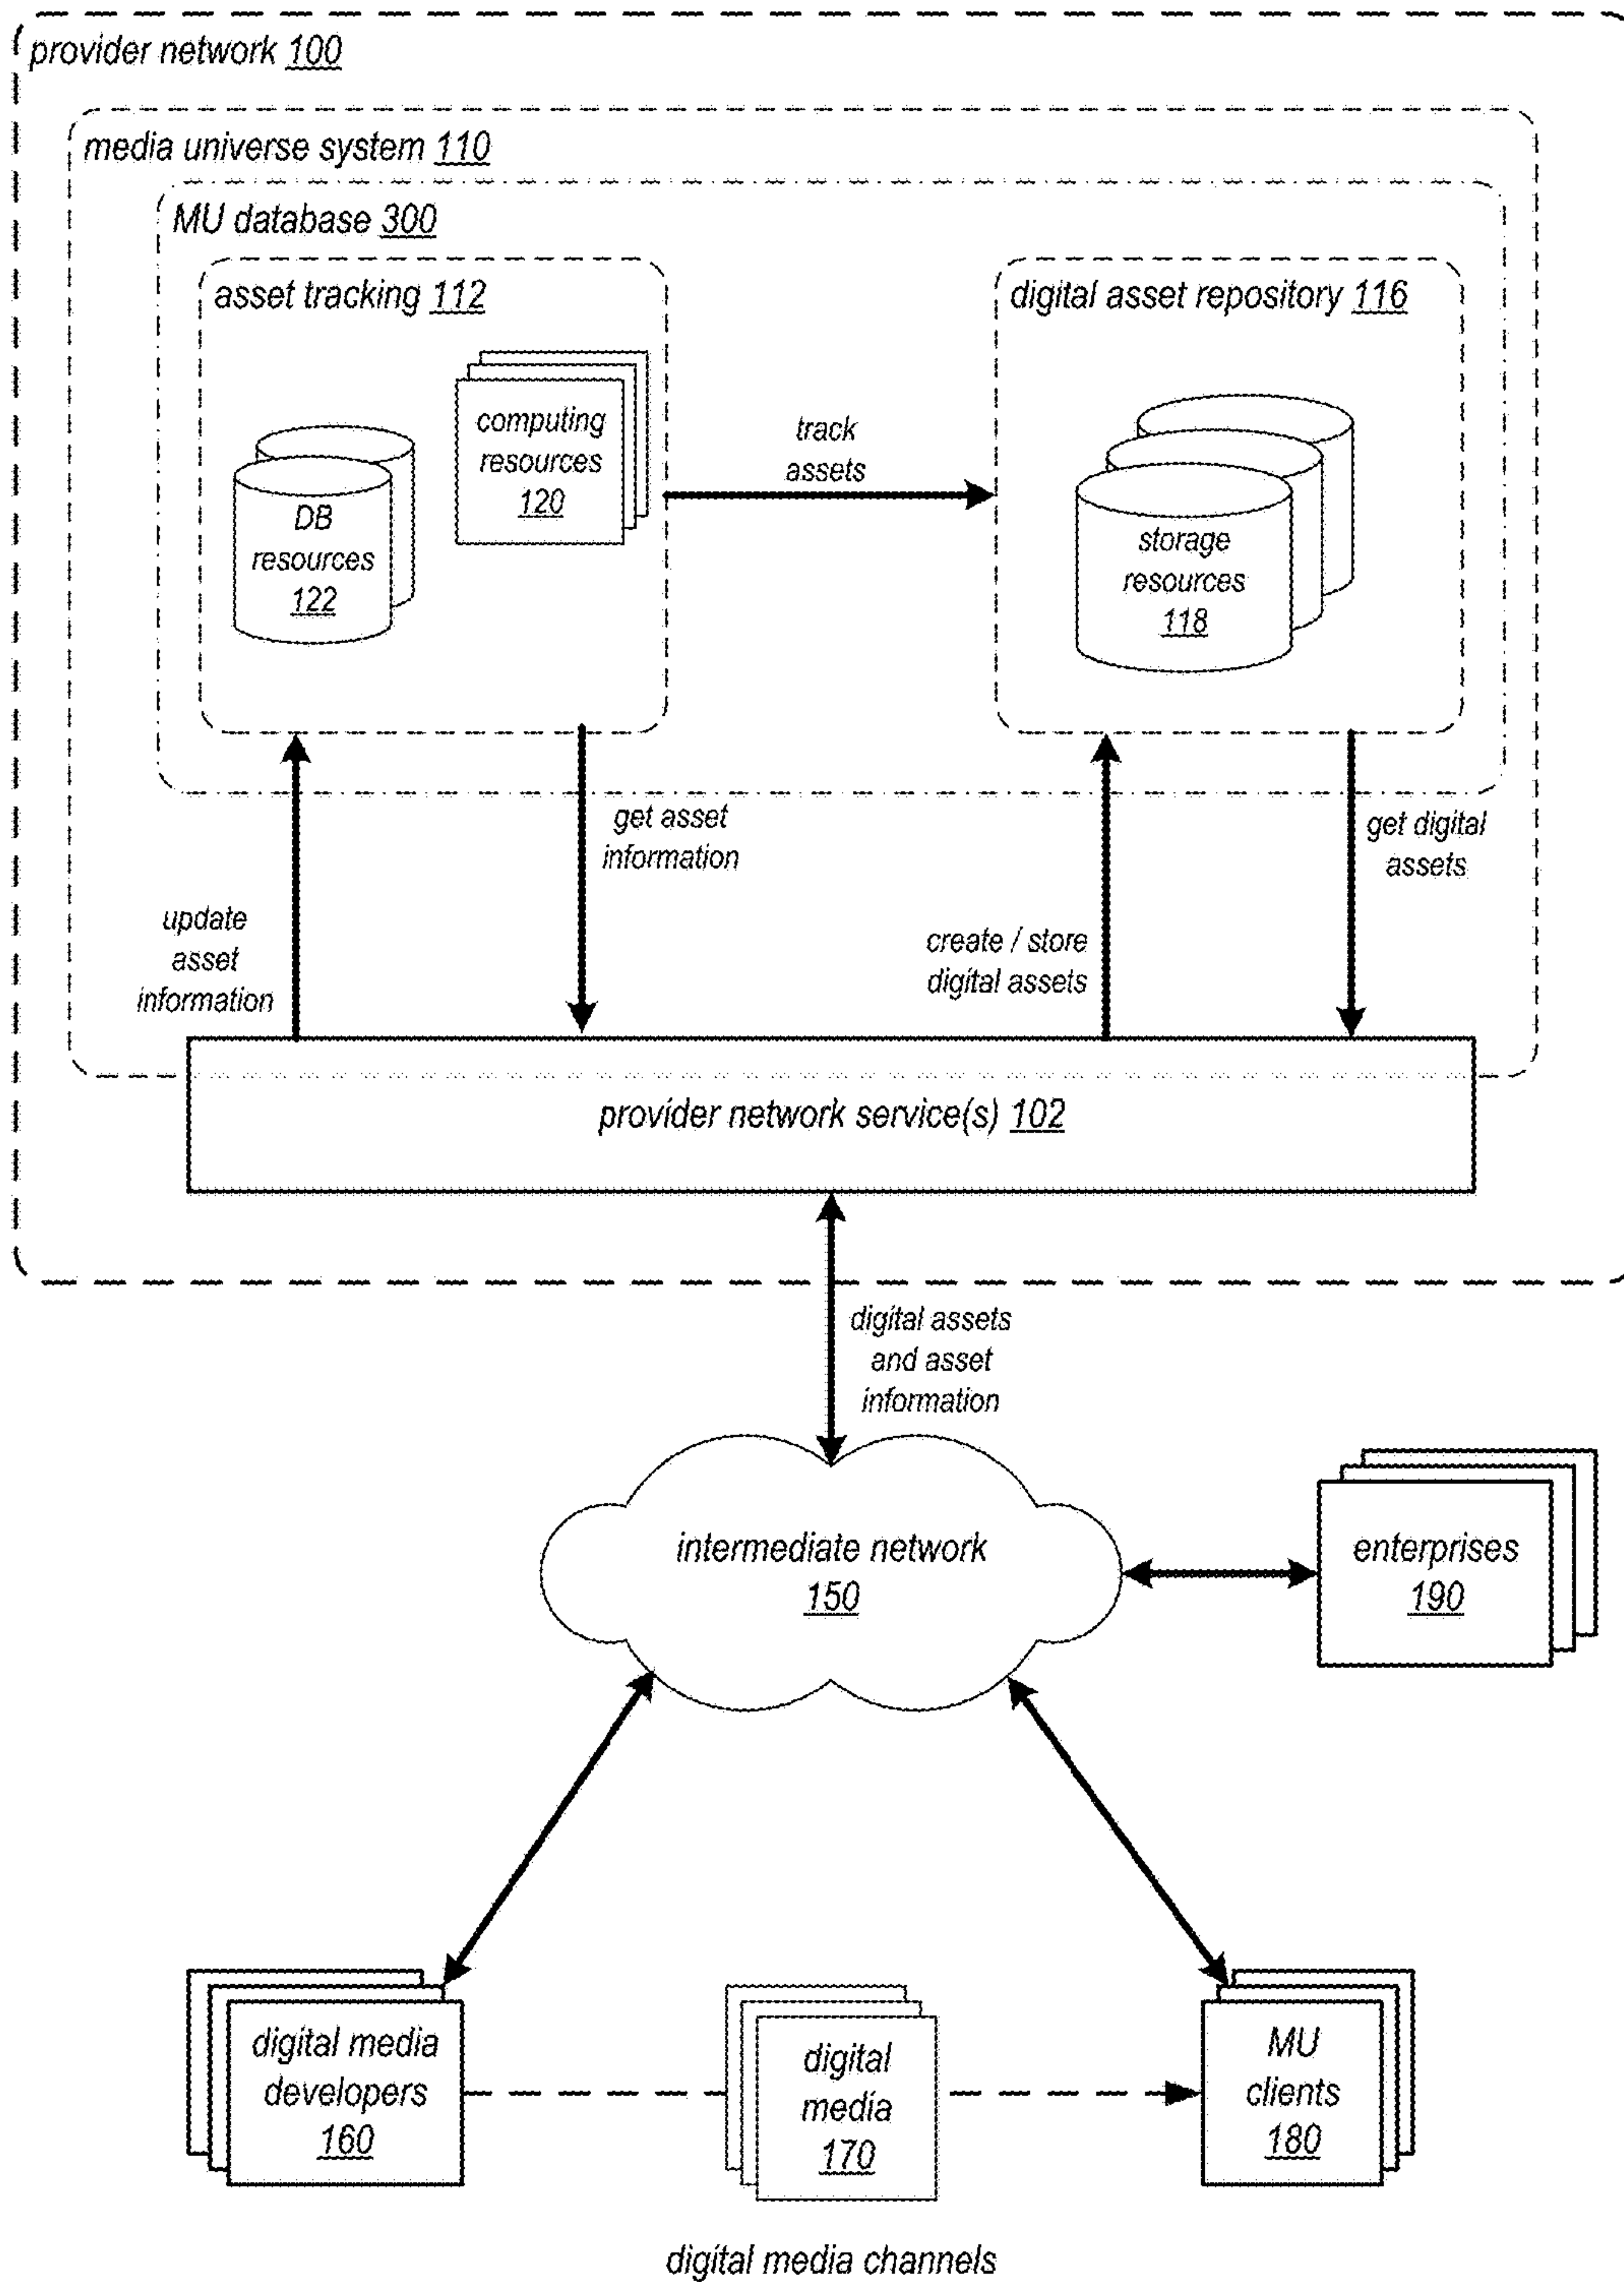 provider network 100
media universe system 110
MU database 300
asset tracking 112
digital asset repository 116
computing
resources
120
DB
resources
122
track
assets
storage
resources
118
get asset
information
get digital
assets
update
asset
information
create / store
digital assets
provider network service(s) 102
digital assets
and asset
information
intermediate network
150
enterprises
190
digital media
developers
160
digital
media
170
MU
clients
180
digital media channels